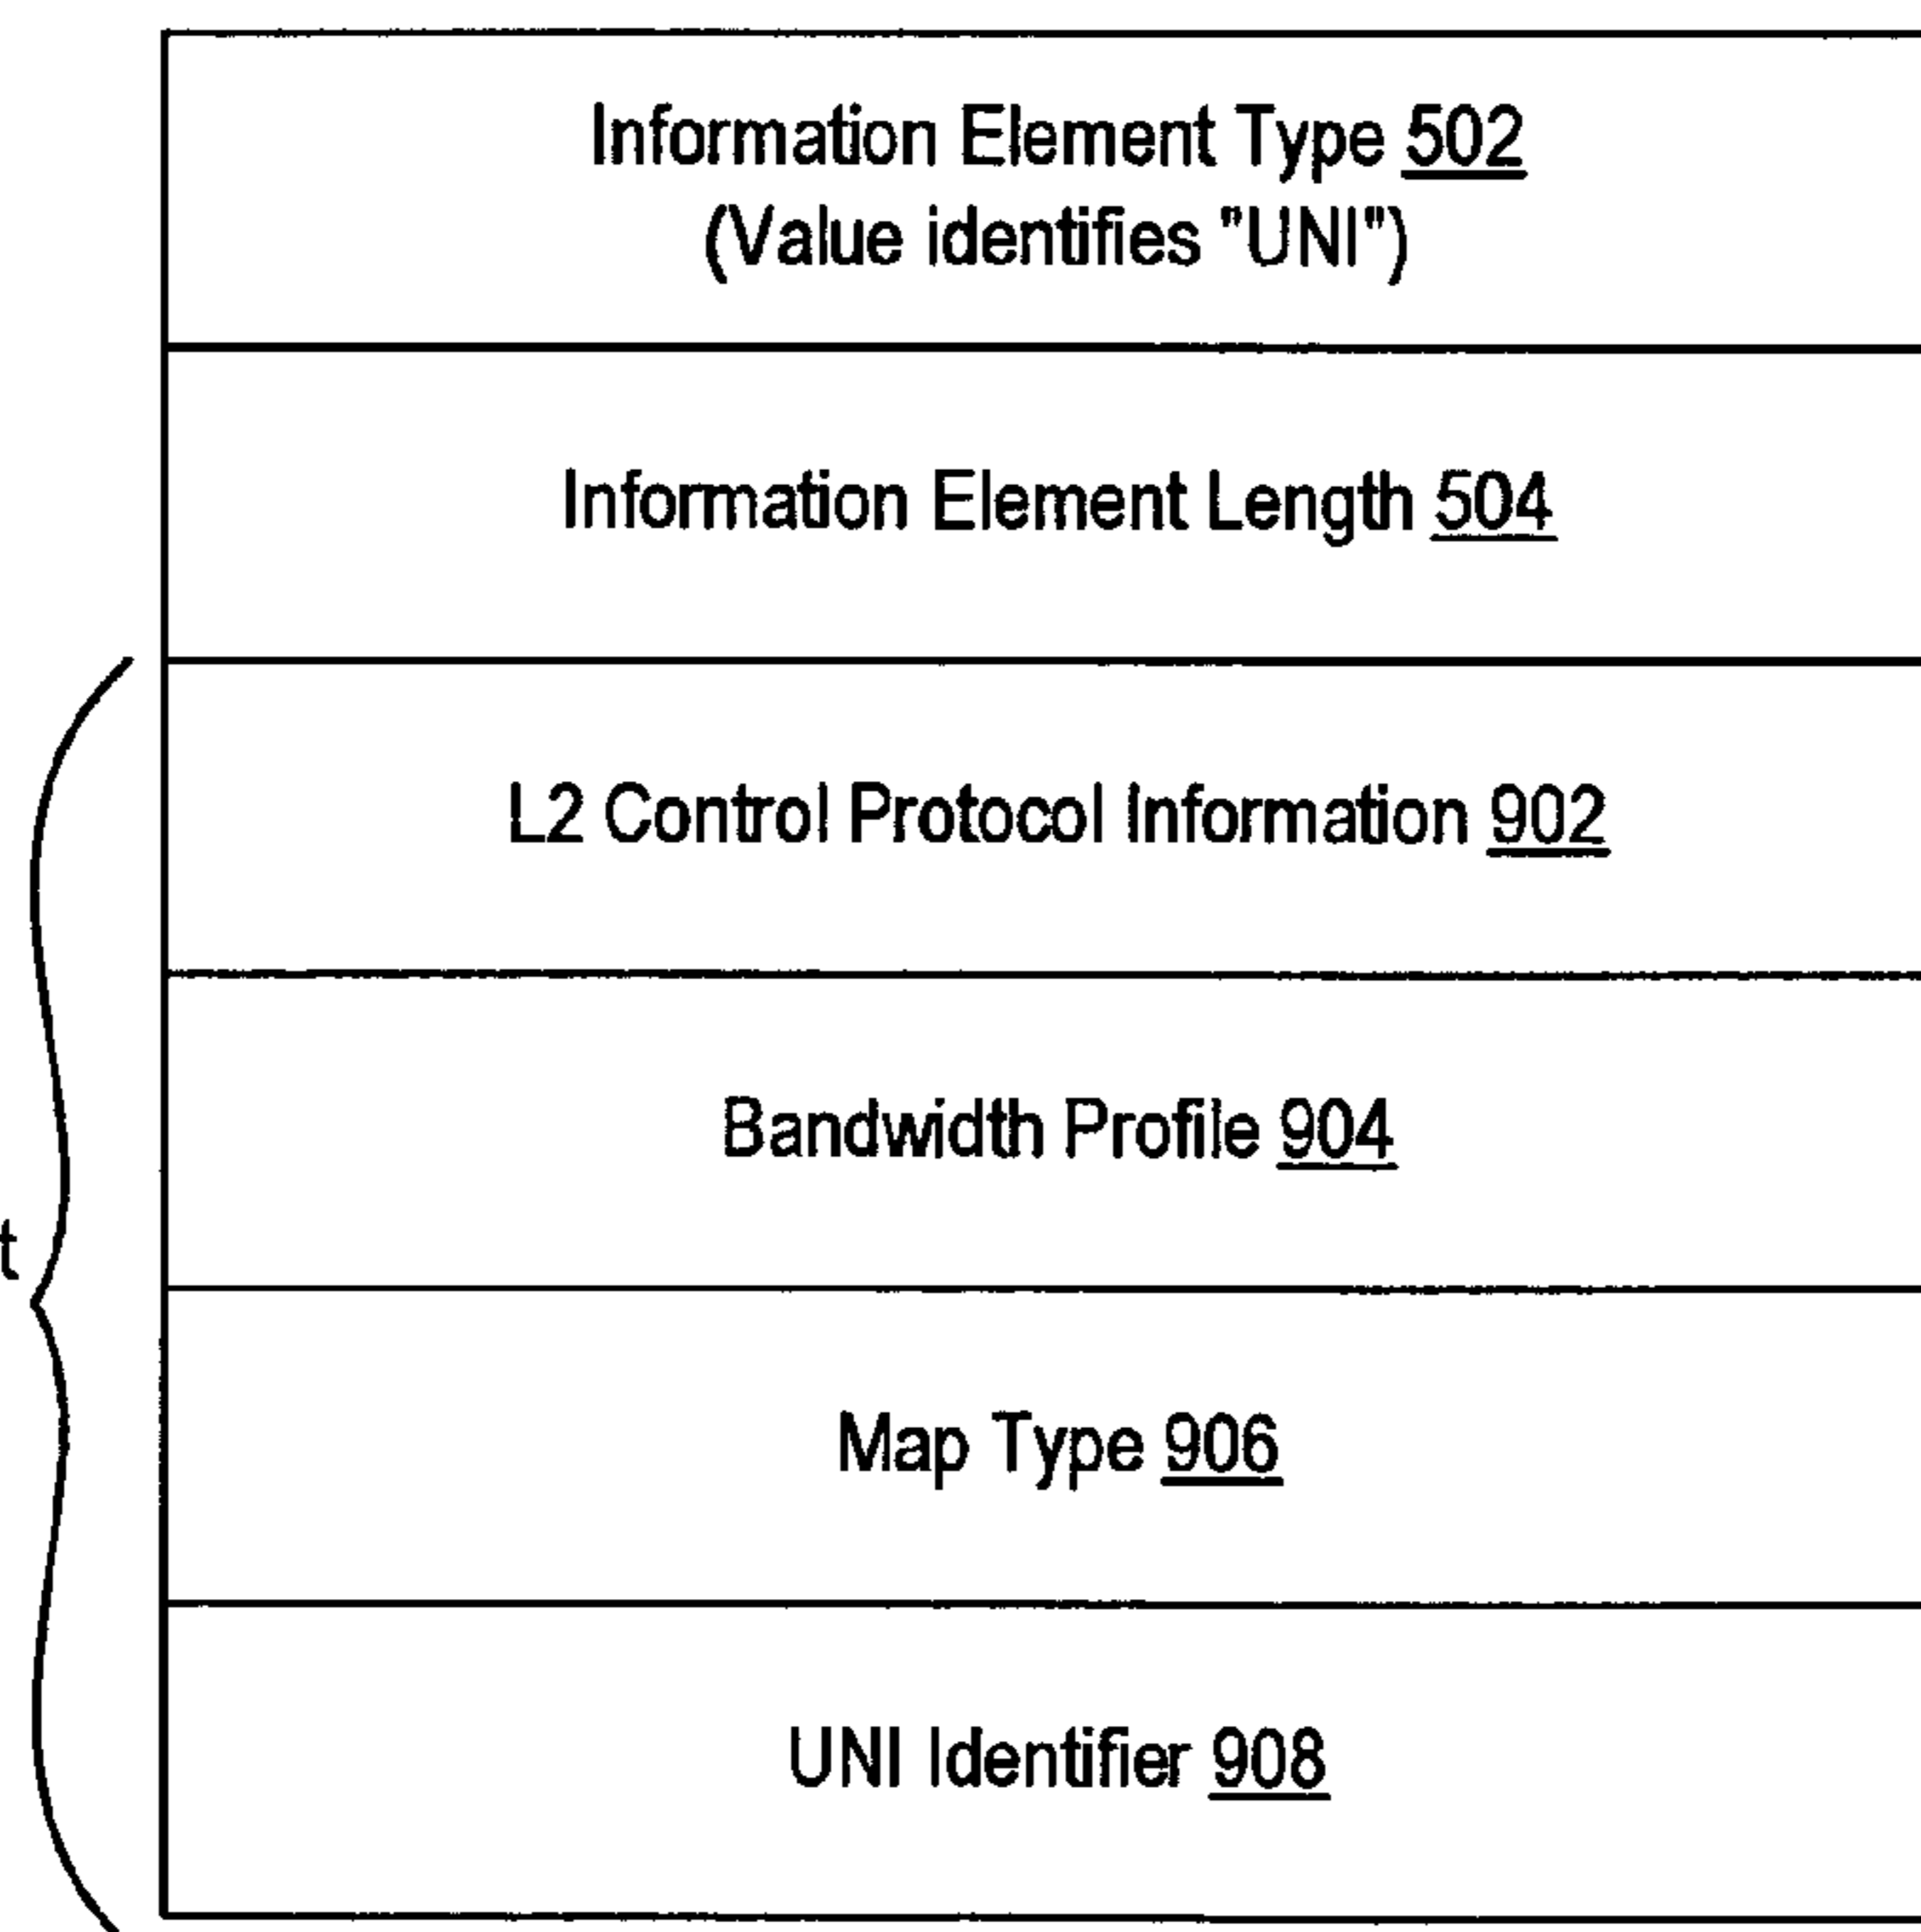 Information Element Type 502
(Value identifies "UNI")
Information Element Length 504
L2 Control Protocol Information 902
Bandwidth Profile 904
Map Type 906
UNI Identifier 908